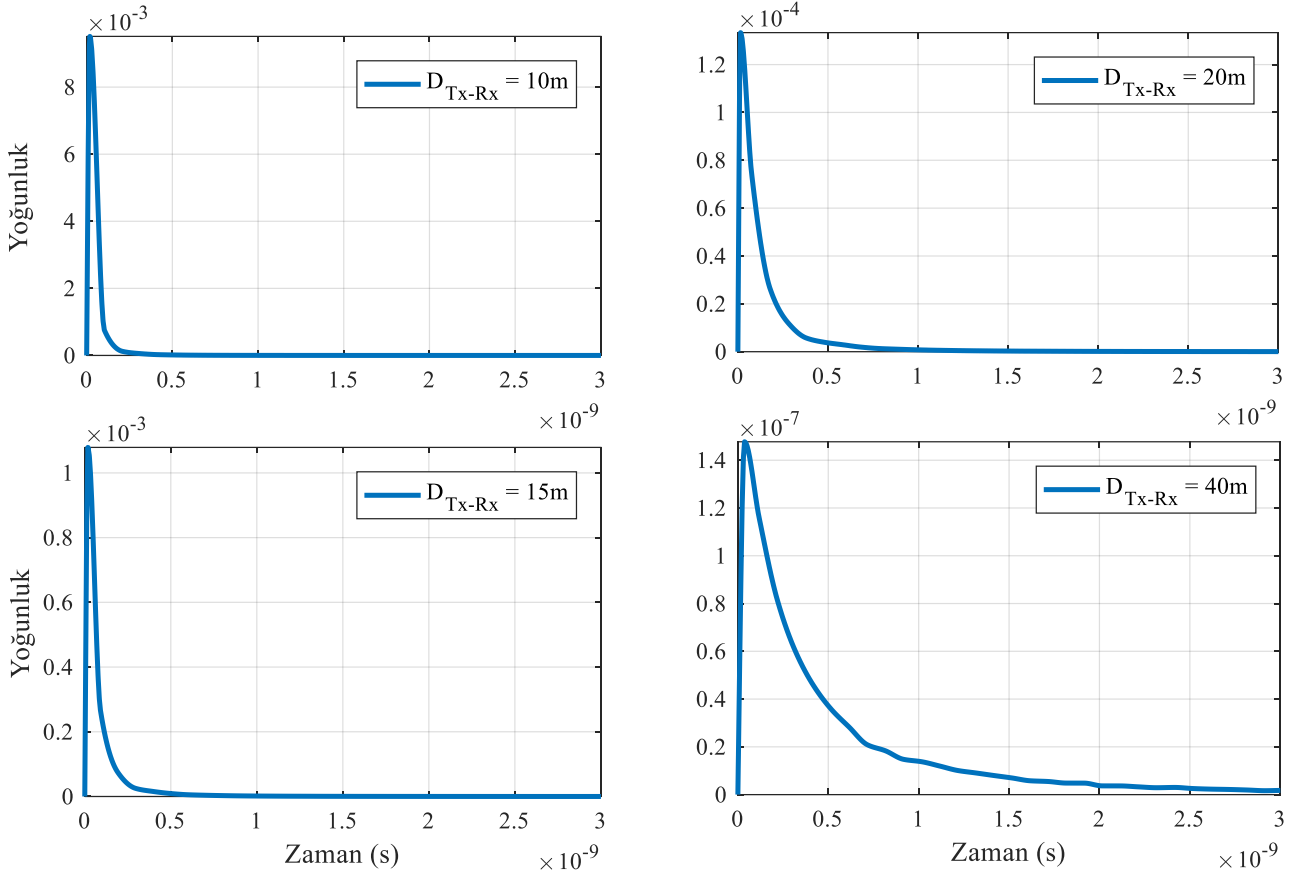 ×10⁻³
D_Tx-Rx = 10m
8
6
4
2
0
Yoğunluk
0 0.5 1 1.5 2 2.5 3
×10⁻⁹
×10⁻⁴
D_Tx-Rx = 20m
1.2
1
0.8
0.6
0.4
0.2
0
0 0.5 1 1.5 2 2.5 3
×10⁻⁹
×10⁻³
D_Tx-Rx = 15m
1
0.8
0.6
0.4
0.2
0
Yoğunluk
0 0.5 1 1.5 2 2.5 3
Zaman (s)
×10⁻⁹
×10⁻⁷
D_Tx-Rx = 40m
1.4
1.2
1
0.8
0.6
0.4
0.2
0
0 0.5 1 1.5 2 2.5 3
Zaman (s)
×10⁻⁹